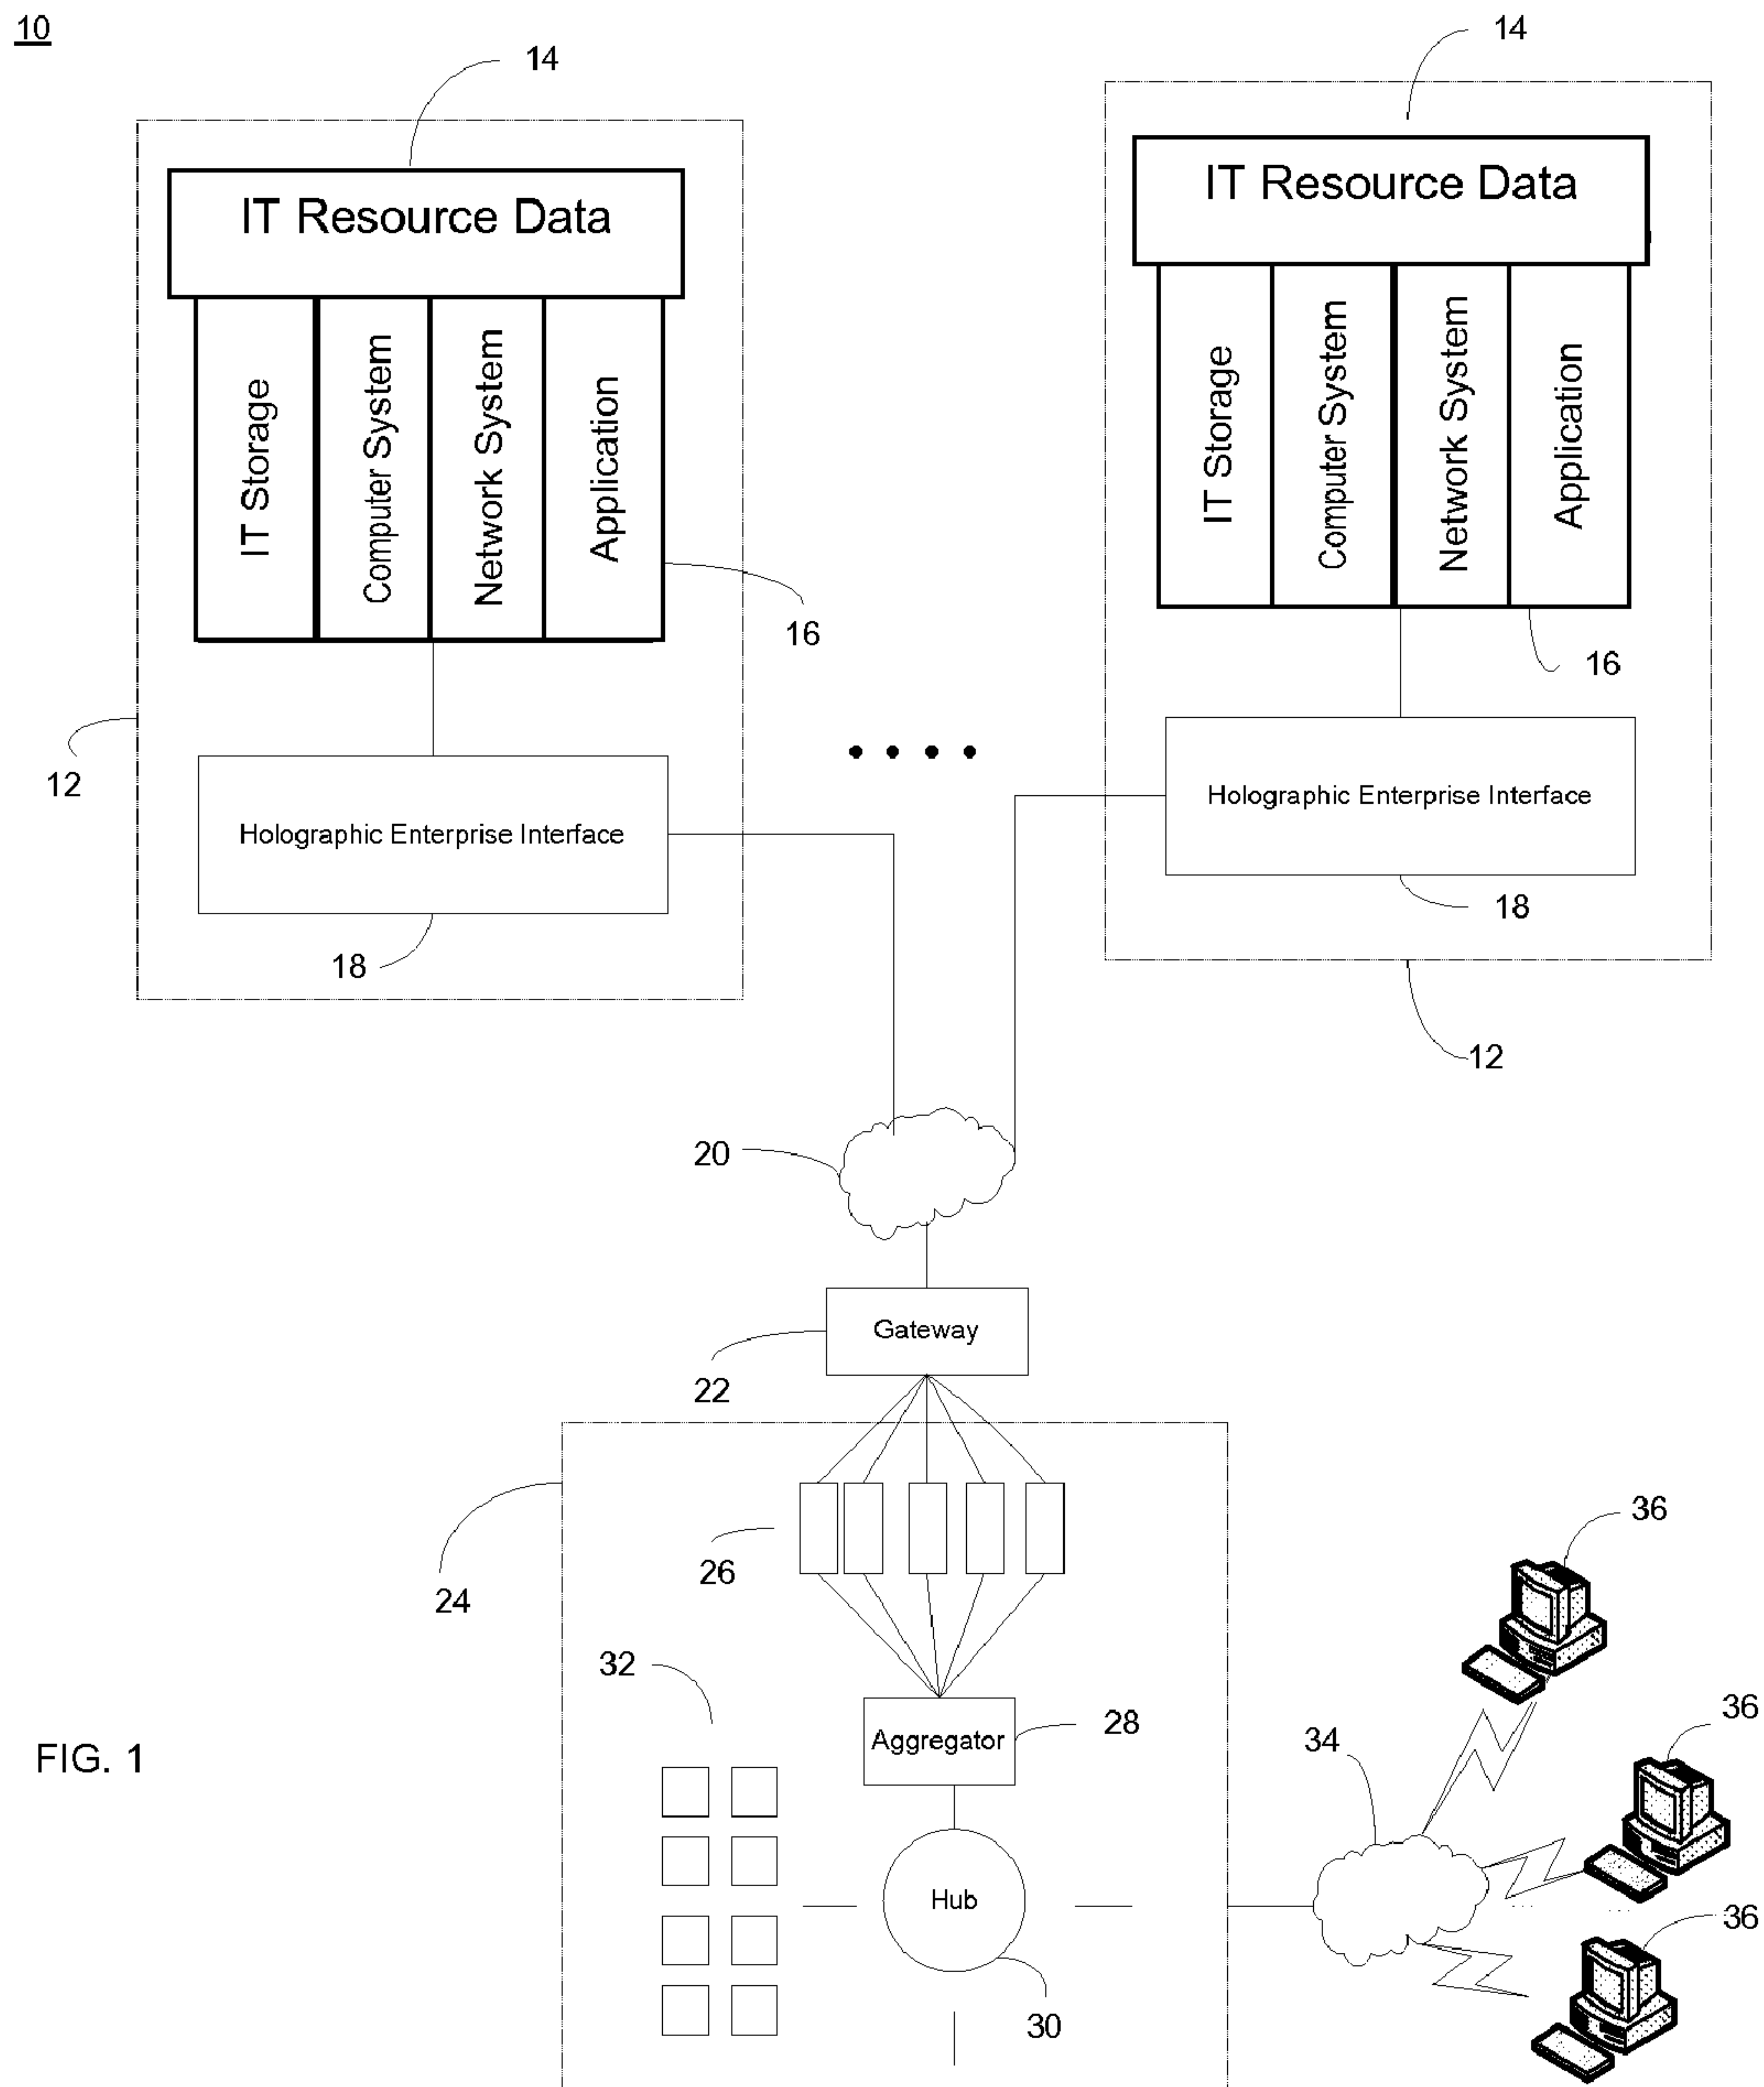 10
14
14
IT Resource Data
IT Resource Data
IT Storage
Computer System
Network System
Application
IT Storage
Computer System
Network System
Application
16
16
12
Holographic Enterprise Interface
Holographic Enterprise Interface
18
18
12
20
Gateway
22
24
26
36
32
Aggregator
28
34
36
FIG. 1
Hub
36
30